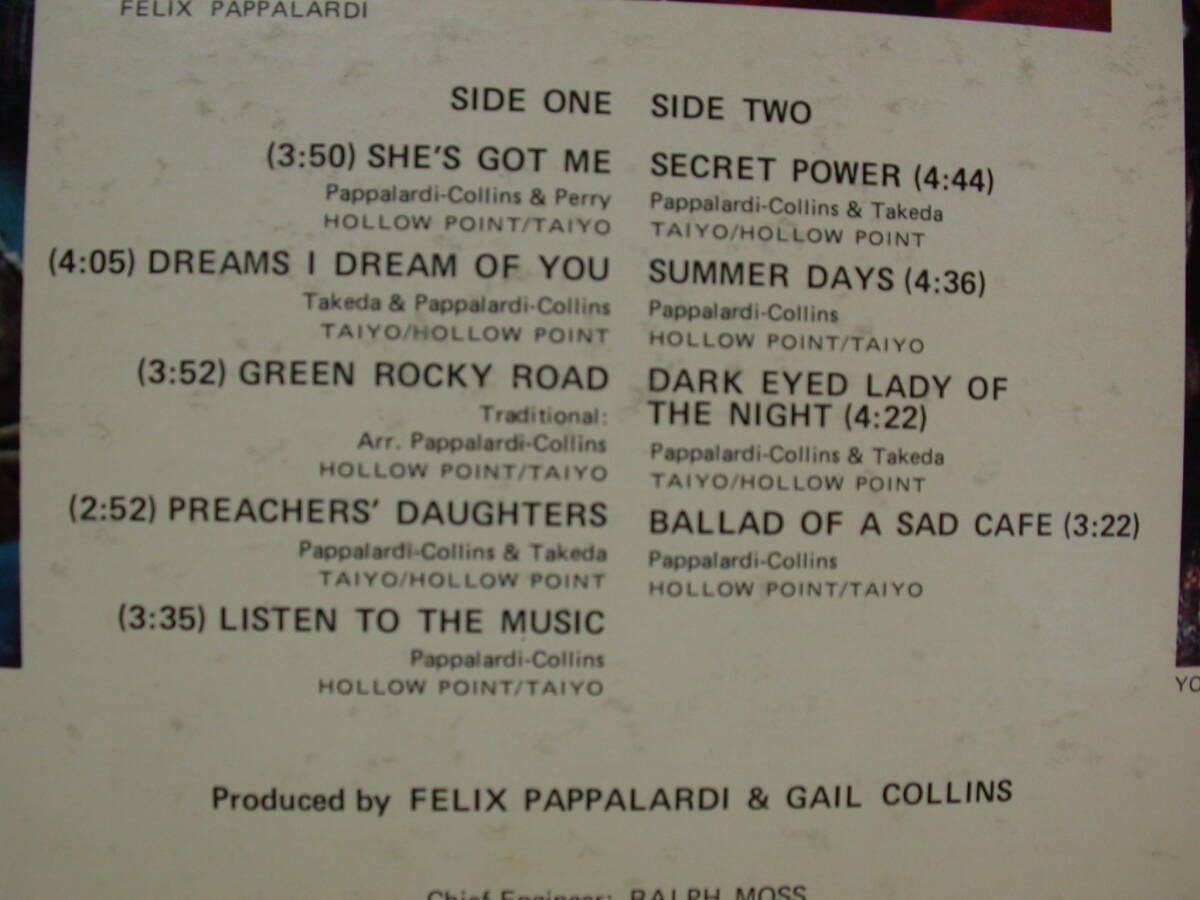 FELIX PAPPALARDI
SIDE ONE
(3:50) SHE'S GOT ME
Pappalardi-Collins & Perry
HOLLOW POINT/TAIYO
(4:05) DREAMS I DREAM OF YOU
Takeda & Pappalardi-Collins
TAIYO/HOLLOW POINT
(3:52) GREEN ROCKY ROAD
Traditional:
Arr. Pappalardi-Collins
HOLLOW POINT/TAIYO
(2:52) PREACHERS' DAUGHTERS
Pappalardi-Collins & Takeda
TAIYO/HOLLOW POINT
(3:35) LISTEN TO THE MUSIC
Pappalardi-Collins
HOLLOW POINT/TAIYO
SIDE TWO
SECRET POWER (4:44)
Pappalardi-Collins & Takeda
TAIYO/HOLLOW POINT
SUMMER DAYS (4:36)
Pappalardi-Collins
HOLLOW POINT/TAIYO
DARK EYED LADY OF
THE NIGHT (4:22)
Pappalardi-Collins & Takeda
TAIYO/HOLLOW POINT
BALLAD OF A SAD CAFE (3:22)
Pappalardi-Collins
HOLLOW POINT/TAIYO
YO
Produced by FELIX PAPPALARDI & GAIL COLLINS
Chief Engineer: RALPH MOSS